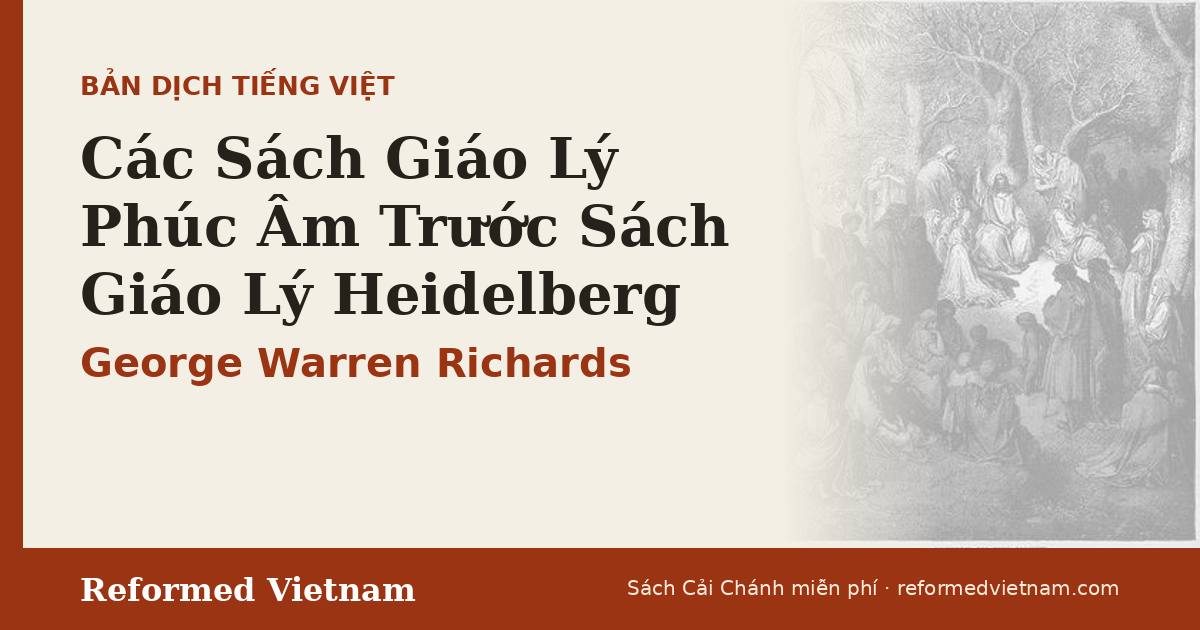 BẢN DỊCH TIẾNG VIỆT
Các Sách Giáo Lý
Phúc Âm Trước Sách
Giáo Lý Heidelberg
George Warren Richards
Reformed Vietnam
Sách Cải Chánh miễn phí · reformedvietnam.com